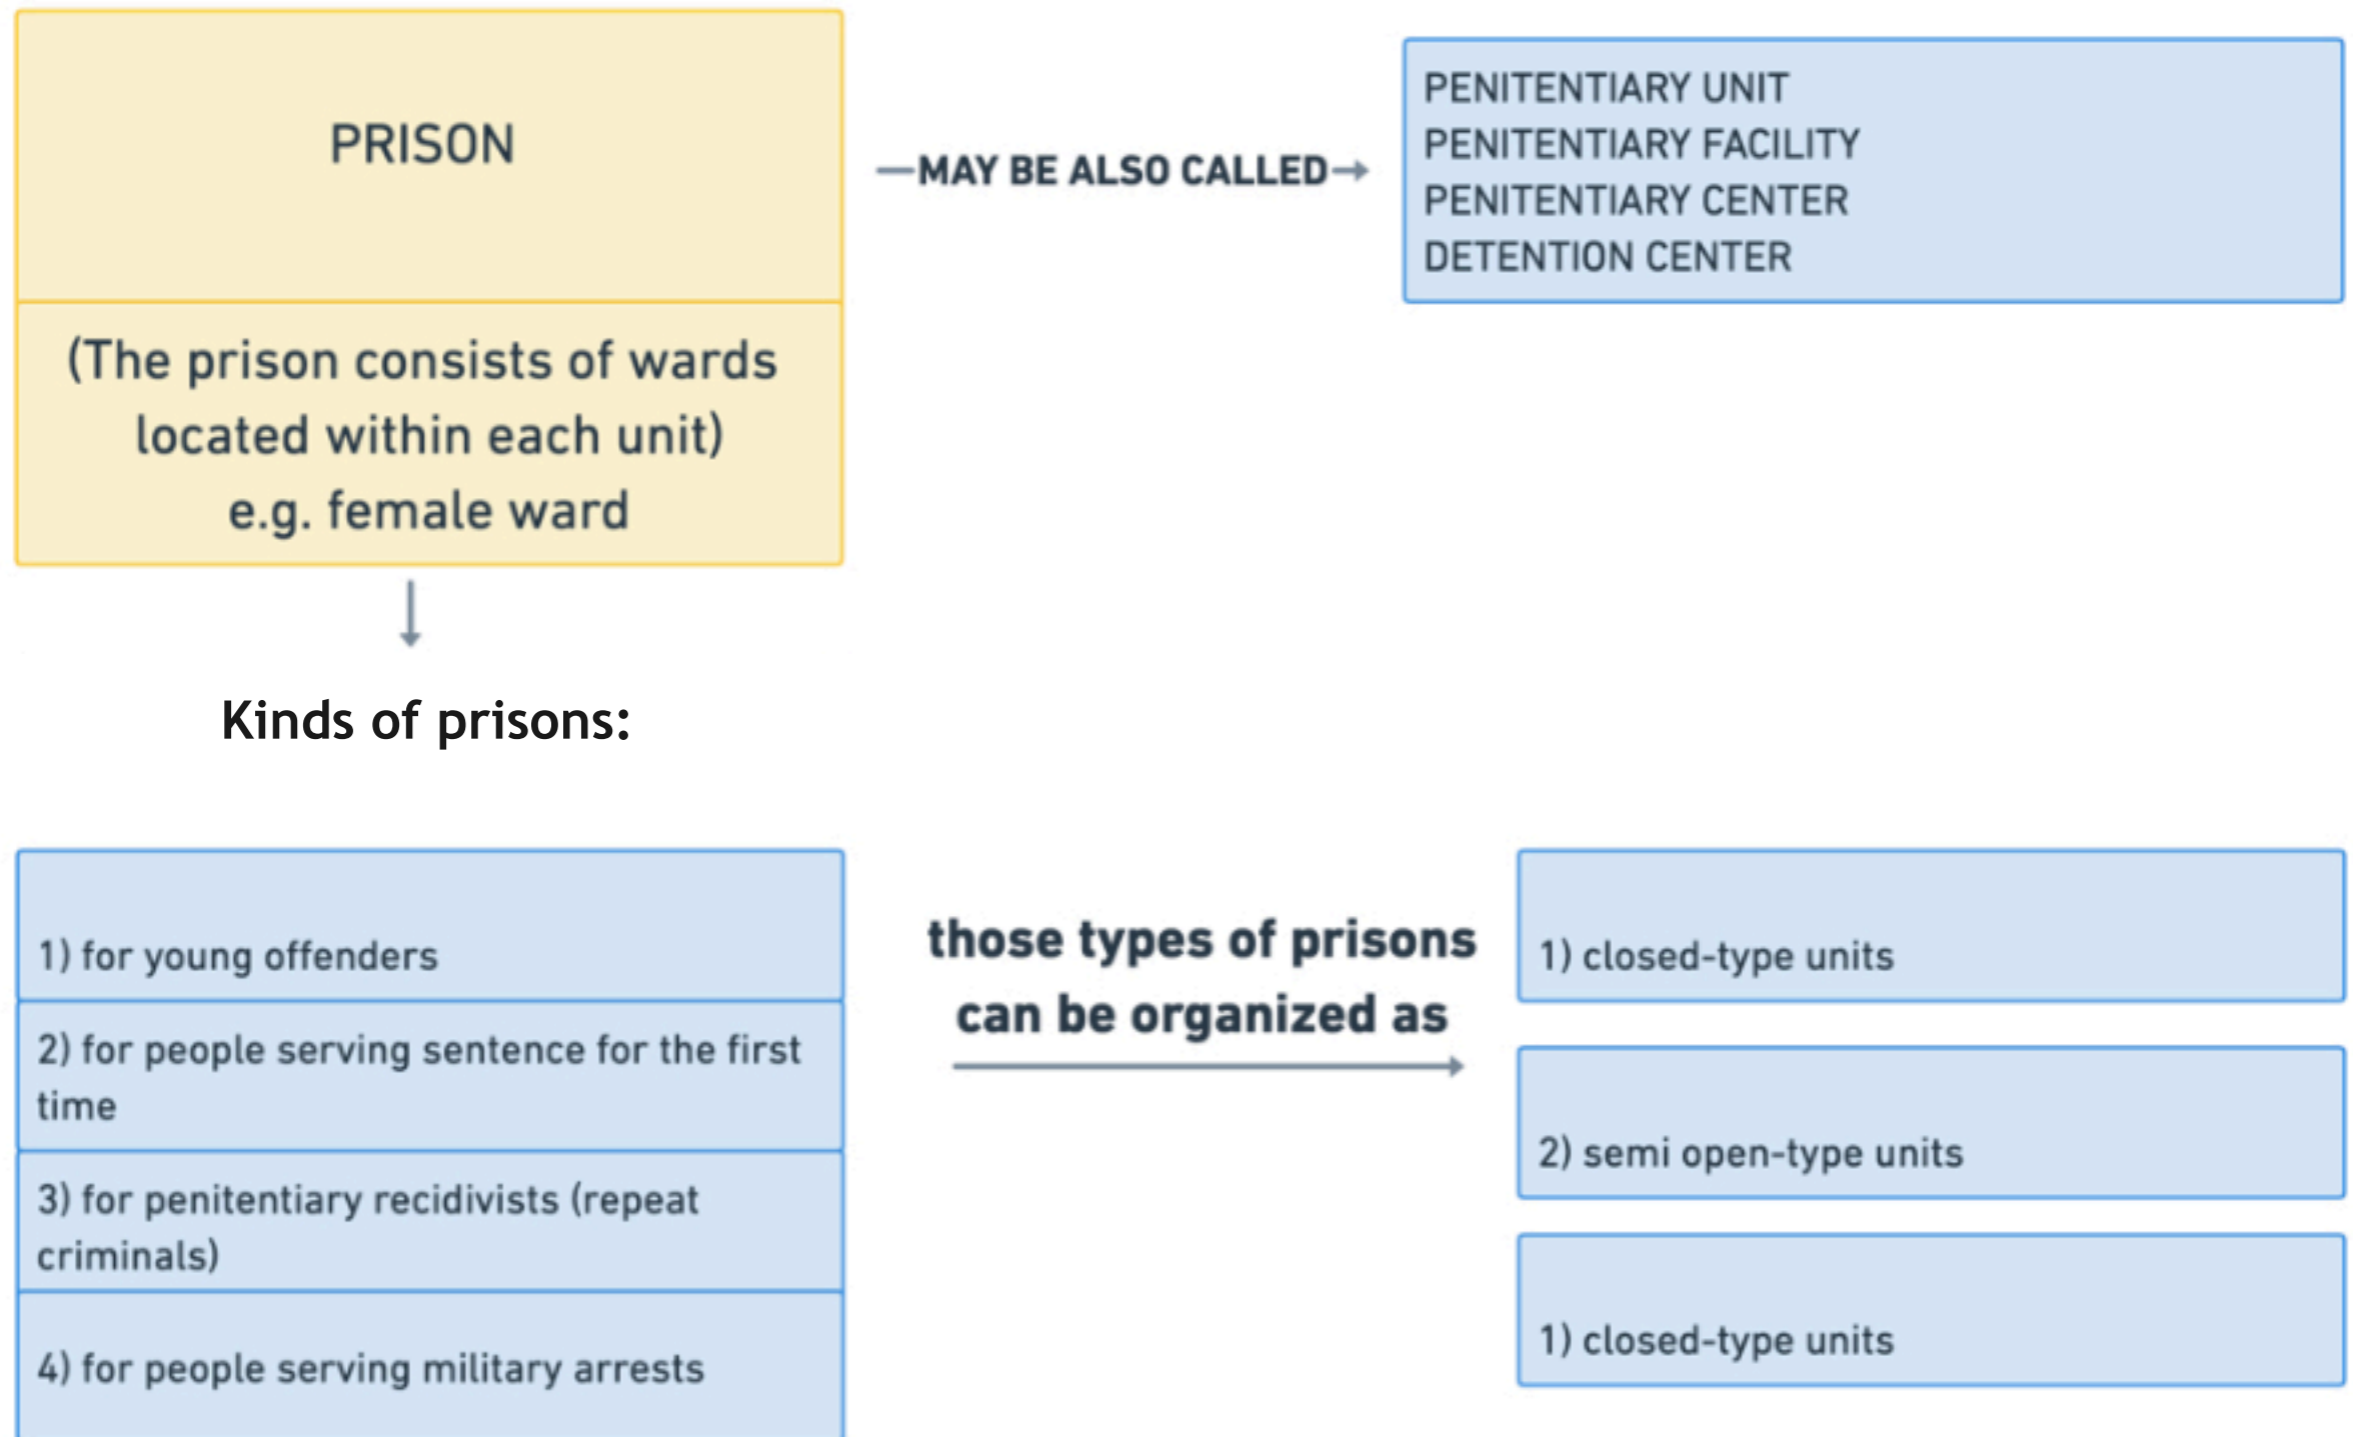 PRISON
(The prison consists of wards
located within each unit)
e.g. female ward
MAY BE ALSO CALLED
PENITENTIARY UNIT
PENITENTIARY FACILITY
PENITENTIARY CENTER
DETENTION CENTER
Kinds of prisons:
1) for young offenders
2) for people serving sentence for the first
time
3) for penitentiary recidivists (repeat
criminals)
4) for people serving military arrests
those types of prisons
can be organized as
1) closed-type units
2) semi open-type units
1) closed-type units